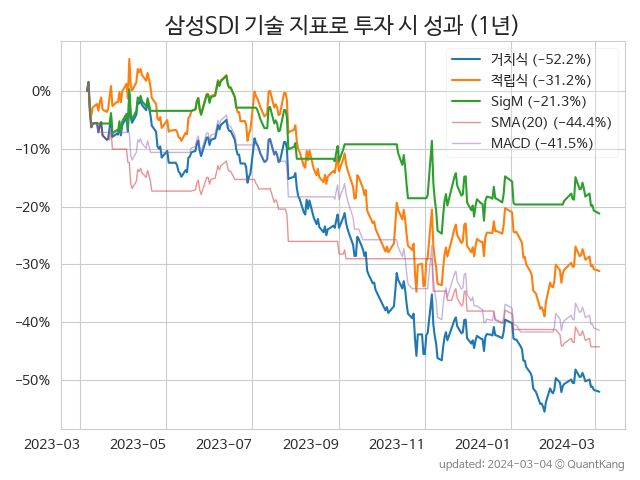 삼성SDI 기술 지표로 투자 시 성과 (1년)
거치식 (−52.2%)
적립식 (−31.2%)
SigM (−21.3%)
SMA(20) (−44.4%)
MACD (−41.5%)
0%
−10%
−20%
−30%
−40%
−50%
2023−03 2023−05 2023−07 2023−09 2023−11 2024−01 2024−03
updated: 2024−03−04 © QuantKang